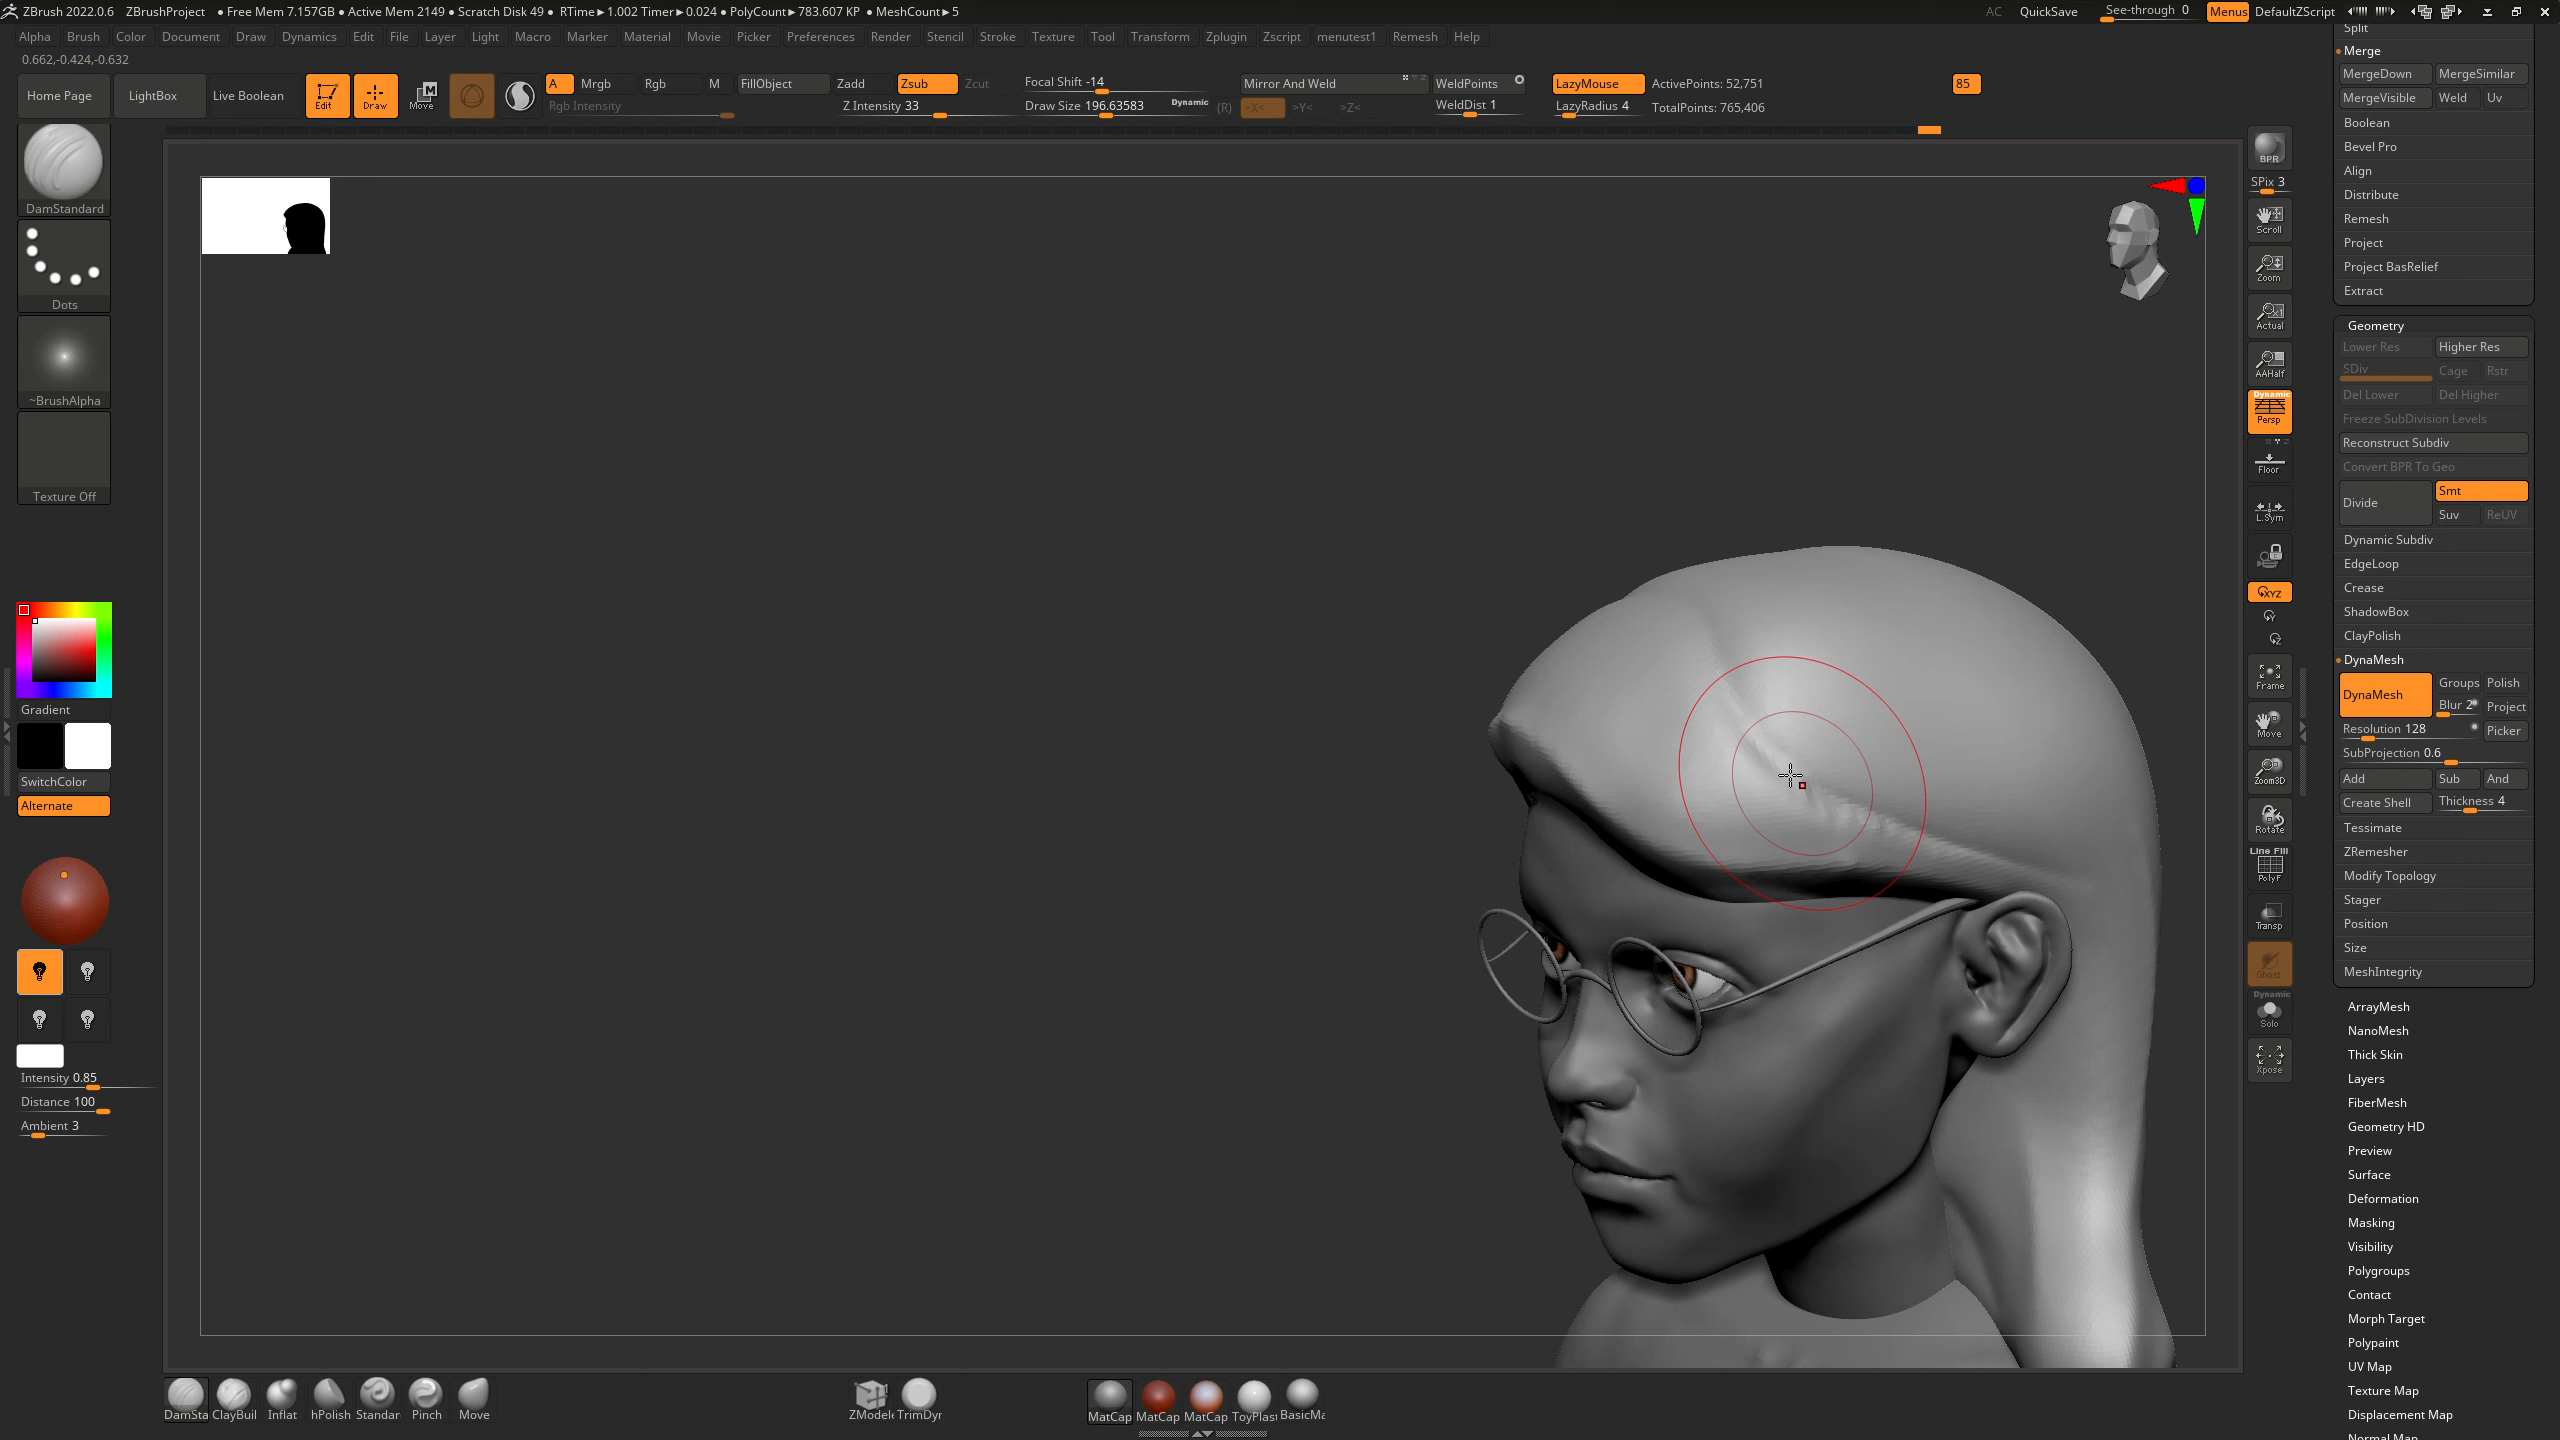 ZBrush 2022.0.6 ZBrushProject • Free Mem 7.157GB • Active Mem 2149 • Scratch Disk 49 • RTime►1.002 Timer►0.024 • PolyCount►783.607 KP • MeshCount►5 AC QuickSave See-through 0 Menus DefaultZScript
Alpha Brush Color Document Draw Dynamics Edit File Layer Light Macro Marker Material Movie Picker Preferences Render Stencil Stroke Texture Tool Transform Zplugin Zscript menutest1 Remesh Help
0.662,-0.424,-0.632
Home Page LightBox Live Boolean Edit Draw Move
A Mrgb Rgb M FillObject Zadd Zsub Zcut Focal Shift -14 Mirror And Weld WeldPoints LazyMouse ActivePoints: 52,751 85
Rgb Intensity Z Intensity 33 Draw Size 196.63583 Dynamic (R) >X< >Y< >Z< WeldDist 1 LazyRadius 4 TotalPoints: 765,406
DamStandard
Dots
~BrushAlpha
Texture Off
Gradient
SwitchColor
Alternate
Intensity 0.85
Distance 100
Ambient 3
DamSta ClayBuil Inflat hPolish Standar Pinch Move
ZModele TrimDyr
MatCap MatCap MatCap ToyPlast BasicMa
BPR
SPix 3
Scroll
Zoom
Actual
AAHalf
Dynamic
Persp
Floor
L.Sym
XYZ
Y
Z
Frame
Move
Zoom3D
Rotate
Line Fill
PolyF
Transp
Ghost
Dynamic
Solo
Xpose
Split
Merge
MergeDown MergeSimilar
MergeVisible Weld Uv
Boolean
Bevel Pro
Align
Distribute
Remesh
Project
Project BasRelief
Extract
Geometry
Lower Res Higher Res
SDiv Cage Rstr
Del Lower Del Higher
Freeze SubDivision Levels
Reconstruct Subdiv
Convert BPR To Geo
Divide Smt
Suv ReUV
Dynamic Subdiv
EdgeLoop
Crease
ShadowBox
ClayPolish
DynaMesh
DynaMesh Groups Polish
Blur 2 Project
Resolution 128 Picker
SubProjection 0.6
Add Sub And
Create Shell Thickness 4
Tessimate
ZRemesher
Modify Topology
Stager
Position
Size
MeshIntegrity
ArrayMesh
NanoMesh
Thick Skin
Layers
FiberMesh
Geometry HD
Preview
Surface
Deformation
Masking
Visibility
Polygroups
Contact
Morph Target
Polypaint
UV Map
Texture Map
Displacement Map
Normal Map